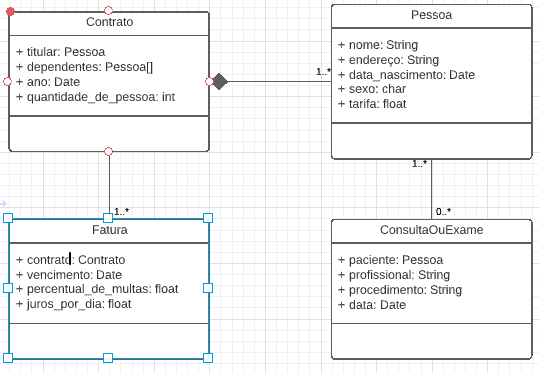 Contrato
+ titular: Pessoa
+ dependentes: Pessoa[]
+ ano: Date
+ quantidade_de_pessoa: int
1..*
Pessoa
+ nome: String
+ endereço: String
+ data_nascimento: Date
+ sexo: char
+ tarifa: float
1..*
1..*
0..*
Fatura
+ contrato: Contrato
+ vencimento: Date
+ percentual_de_multas: float
+ juros_por_dia: float
ConsultaOuExame
+ paciente: Pessoa
+ profissional: String
+ procedimento: String
+ data: Date